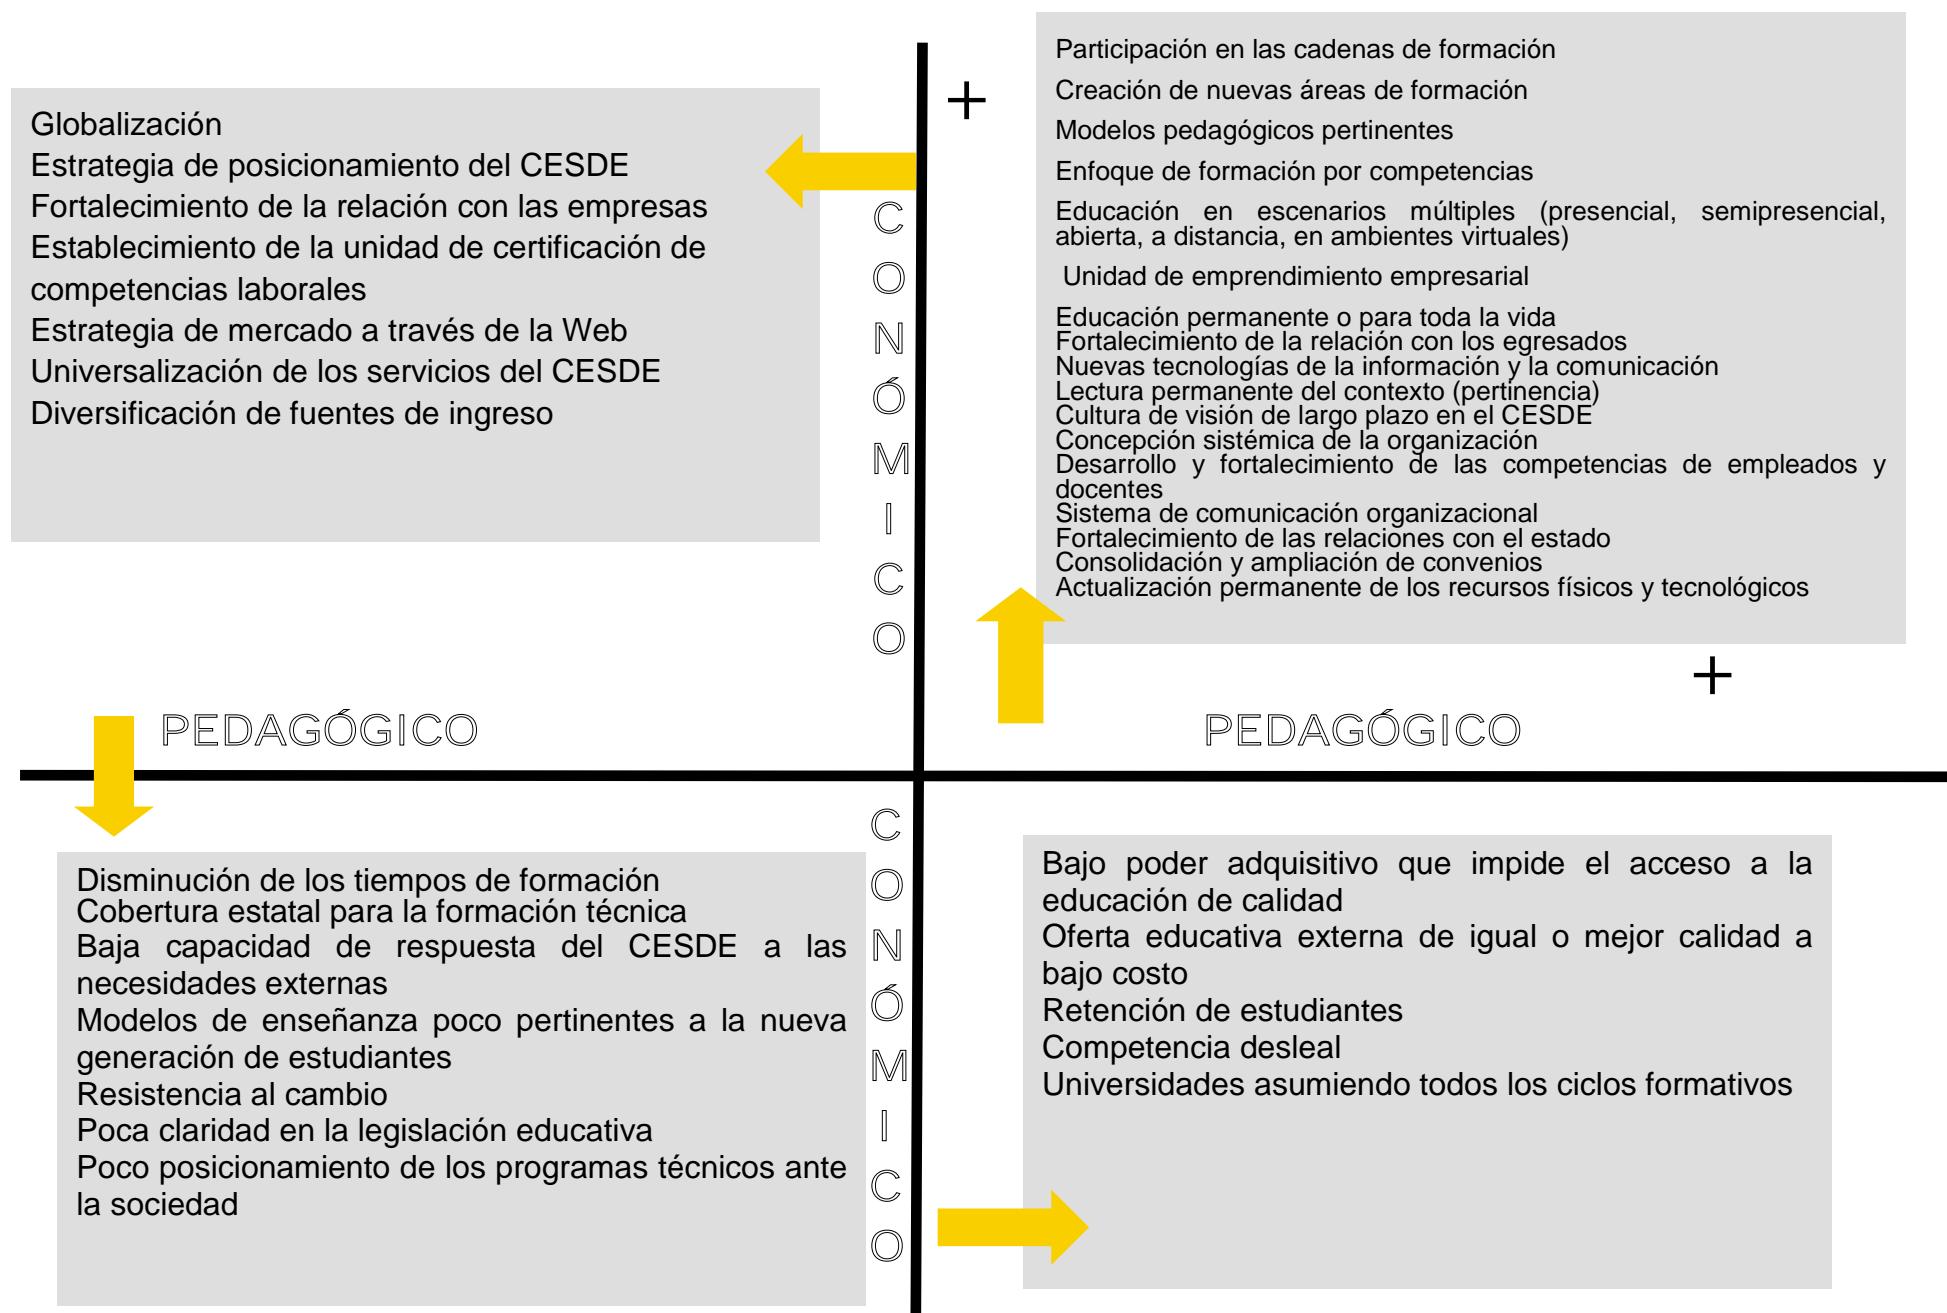 Globalización
Estrategia de posicionamiento del CESDE
Fortalecimiento de la relación con las empresas
Establecimiento de la unidad de certificación de
competencias laborales
Estrategia de mercado a través de la Web
Universalización de los servicios del CESDE
Diversificación de fuentes de ingreso
+
C
O
N
Ó
M
I
C
O
Participación en las cadenas de formación
Creación de nuevas áreas de formación
Modelos pedagógicos pertinentes
Enfoque de formación por competencias
Educación en escenarios múltiples (presencial, semipresencial,
abierta, a distancia, en ambientes virtuales)
Unidad de emprendimiento empresarial
Educación permanente o para toda la vida
Fortalecimiento de la relación con los egresados
Nuevas tecnologías de la información y la comunicación
Lectura permanente del contexto (pertinencia)
Cultura de visión de largo plazo en el CESDE
Concepción sistémica de la organización
Desarrollo y fortalecimiento de las competencias de empleados y
docentes
Sistema de comunicación organizacional
Fortalecimiento de las relaciones con el estado
Consolidación y ampliación de convenios
Actualización permanente de los recursos físicos y tecnológicos
+
PEDAGÓGICO
PEDAGÓGICO
Disminución de los tiempos de formación
Cobertura estatal para la formación técnica
Baja capacidad de respuesta del CESDE a las
necesidades externas
Modelos de enseñanza poco pertinentes a la nueva
generación de estudiantes
Resistencia al cambio
Poca claridad en la legislación educativa
Poco posicionamiento de los programas técnicos ante
la sociedad
C
O
N
Ó
M
I
C
O
Bajo poder adquisitivo que impide el acceso a la
educación de calidad
Oferta educativa externa de igual o mejor calidad a
bajo costo
Retención de estudiantes
Competencia desleal
Universidades asumiendo todos los ciclos formativos